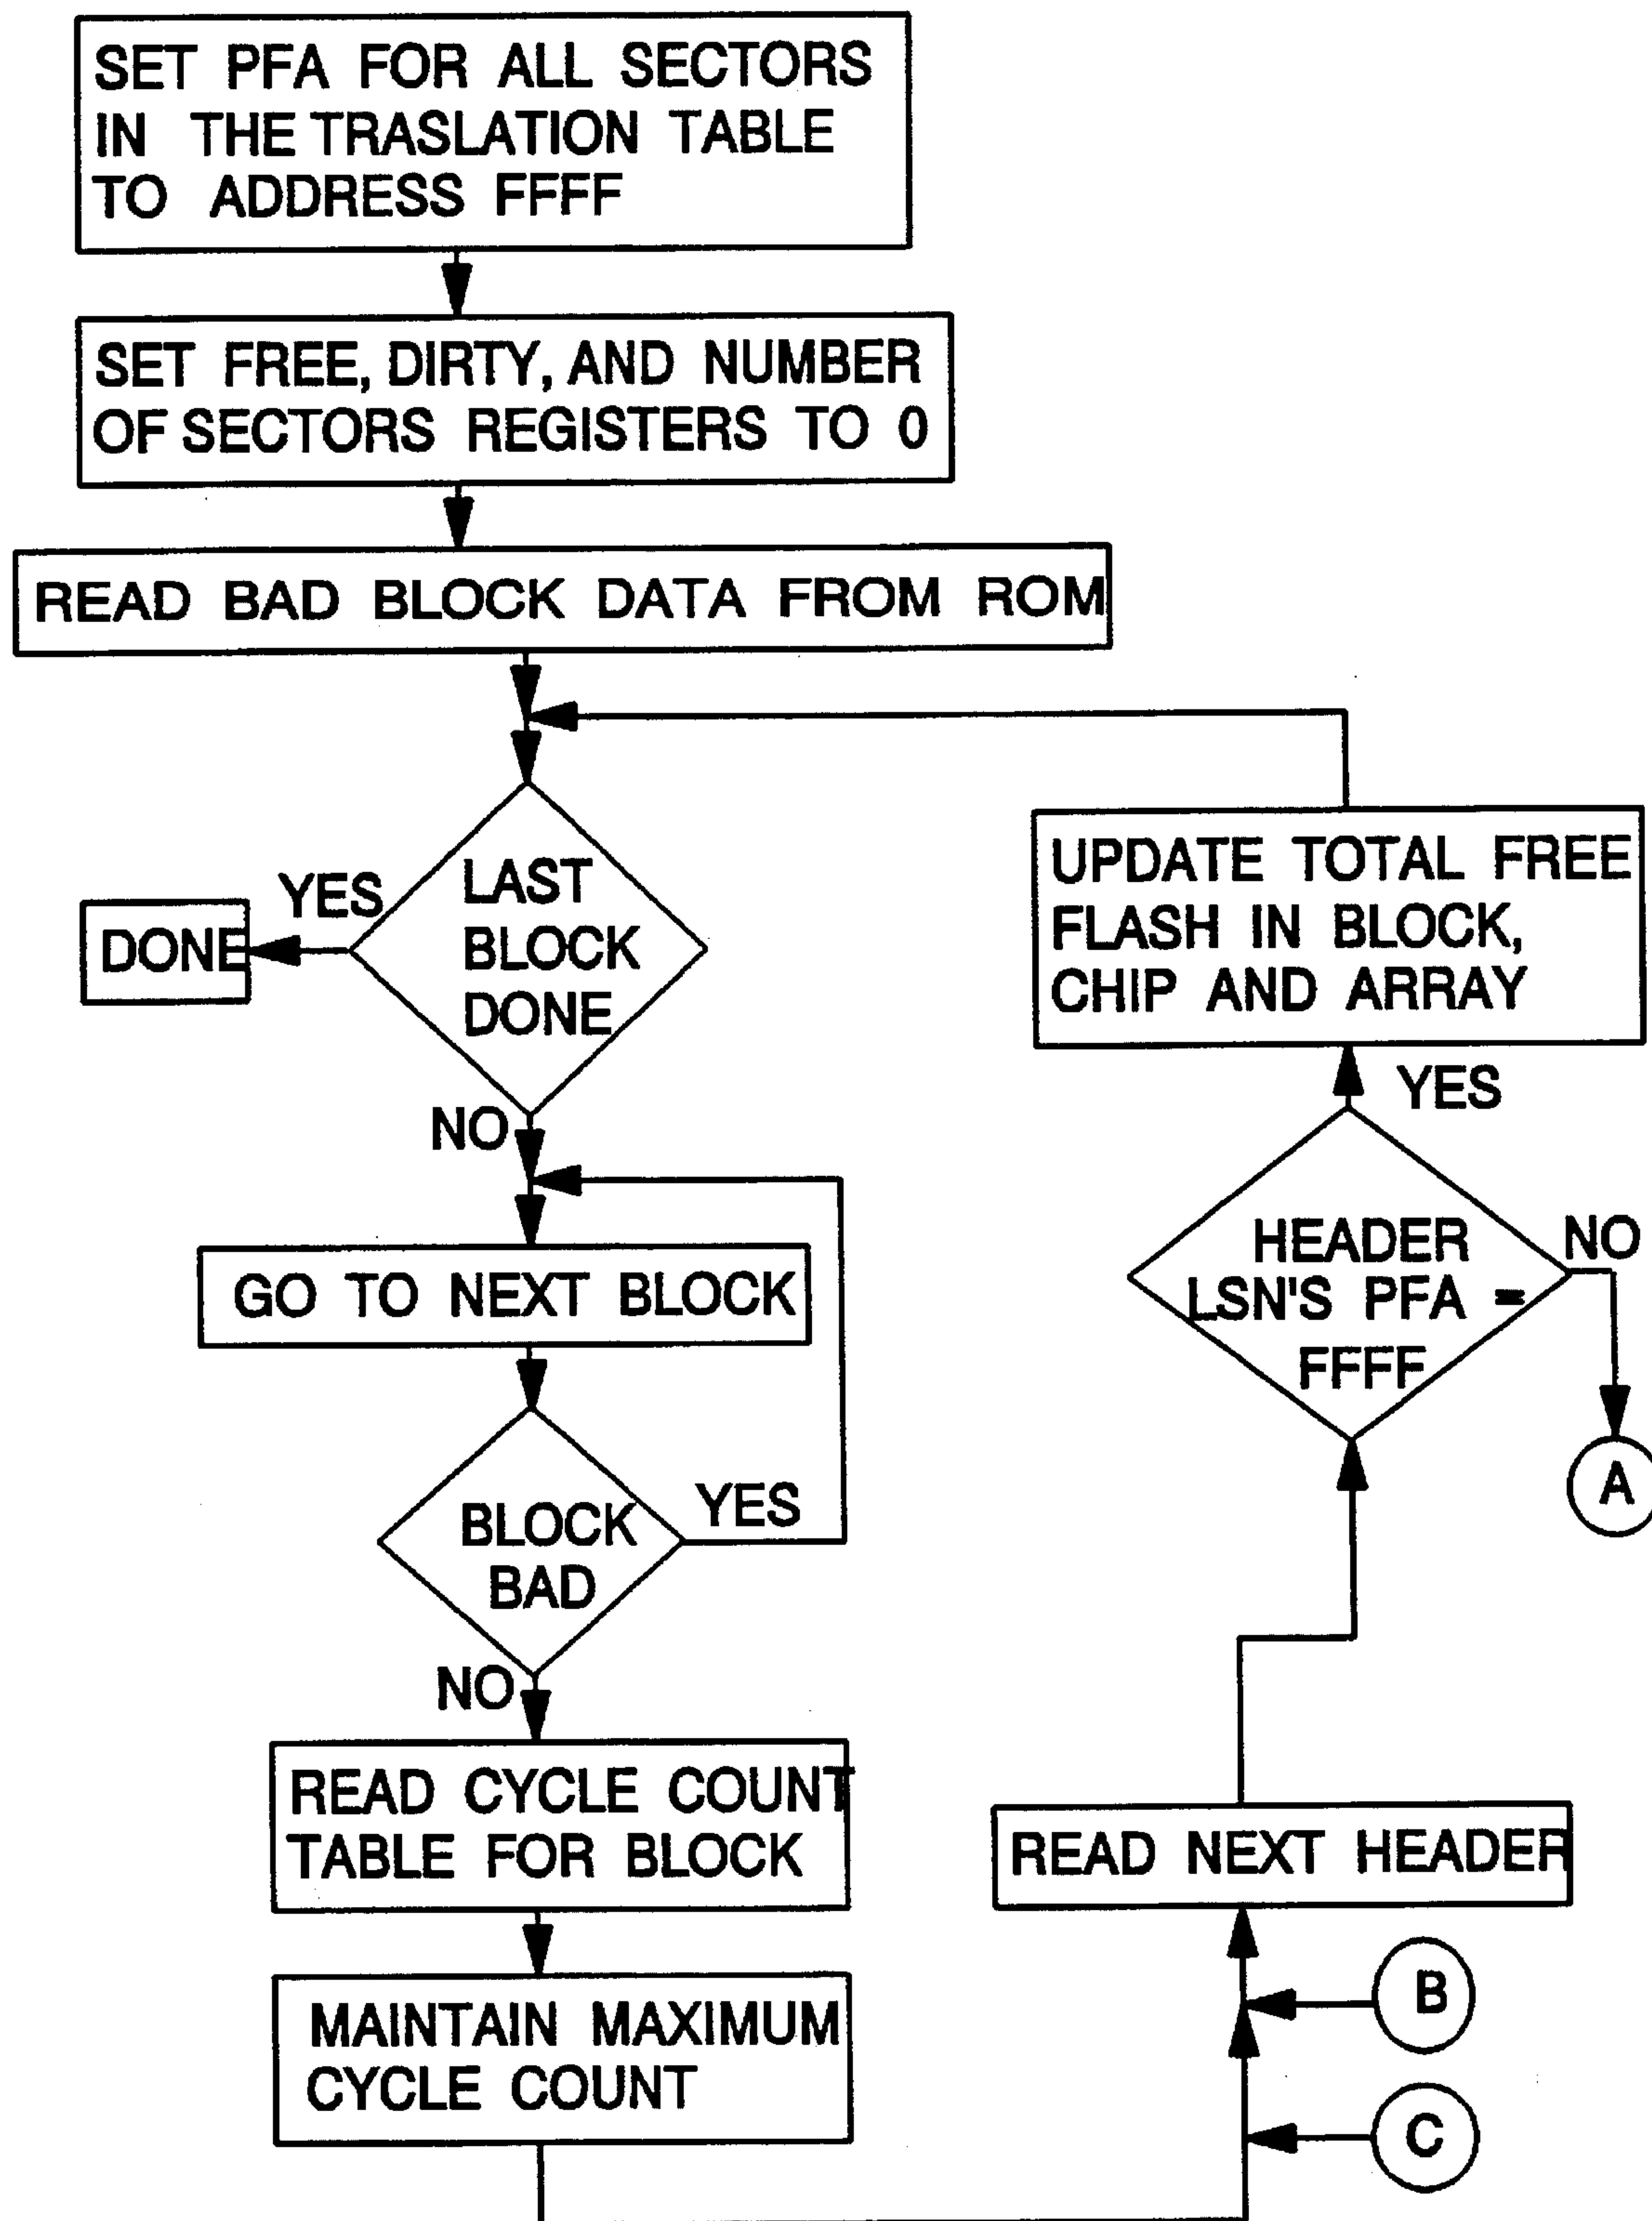 SET PFA FOR ALL SECTORS
IN THE TRASLATION TABLE
TO ADDRESS FFFF
SET FREE, DIRTY, AND NUMBER
OF SECTORS REGISTERS TO 0
READ BAD BLOCK DATA FROM ROM
LAST
BLOCK
DONE
YES
DONE
NO
GO TO NEXT BLOCK
BLOCK
BAD
YES
NO
READ CYCLE COUNT
TABLE FOR BLOCK
MAINTAIN MAXIMUM
CYCLE COUNT
UPDATE TOTAL FREE
FLASH IN BLOCK,
CHIP AND ARRAY
YES
HEADER
LSN'S PFA =
FFFF
NO
A
READ NEXT HEADER
B
C